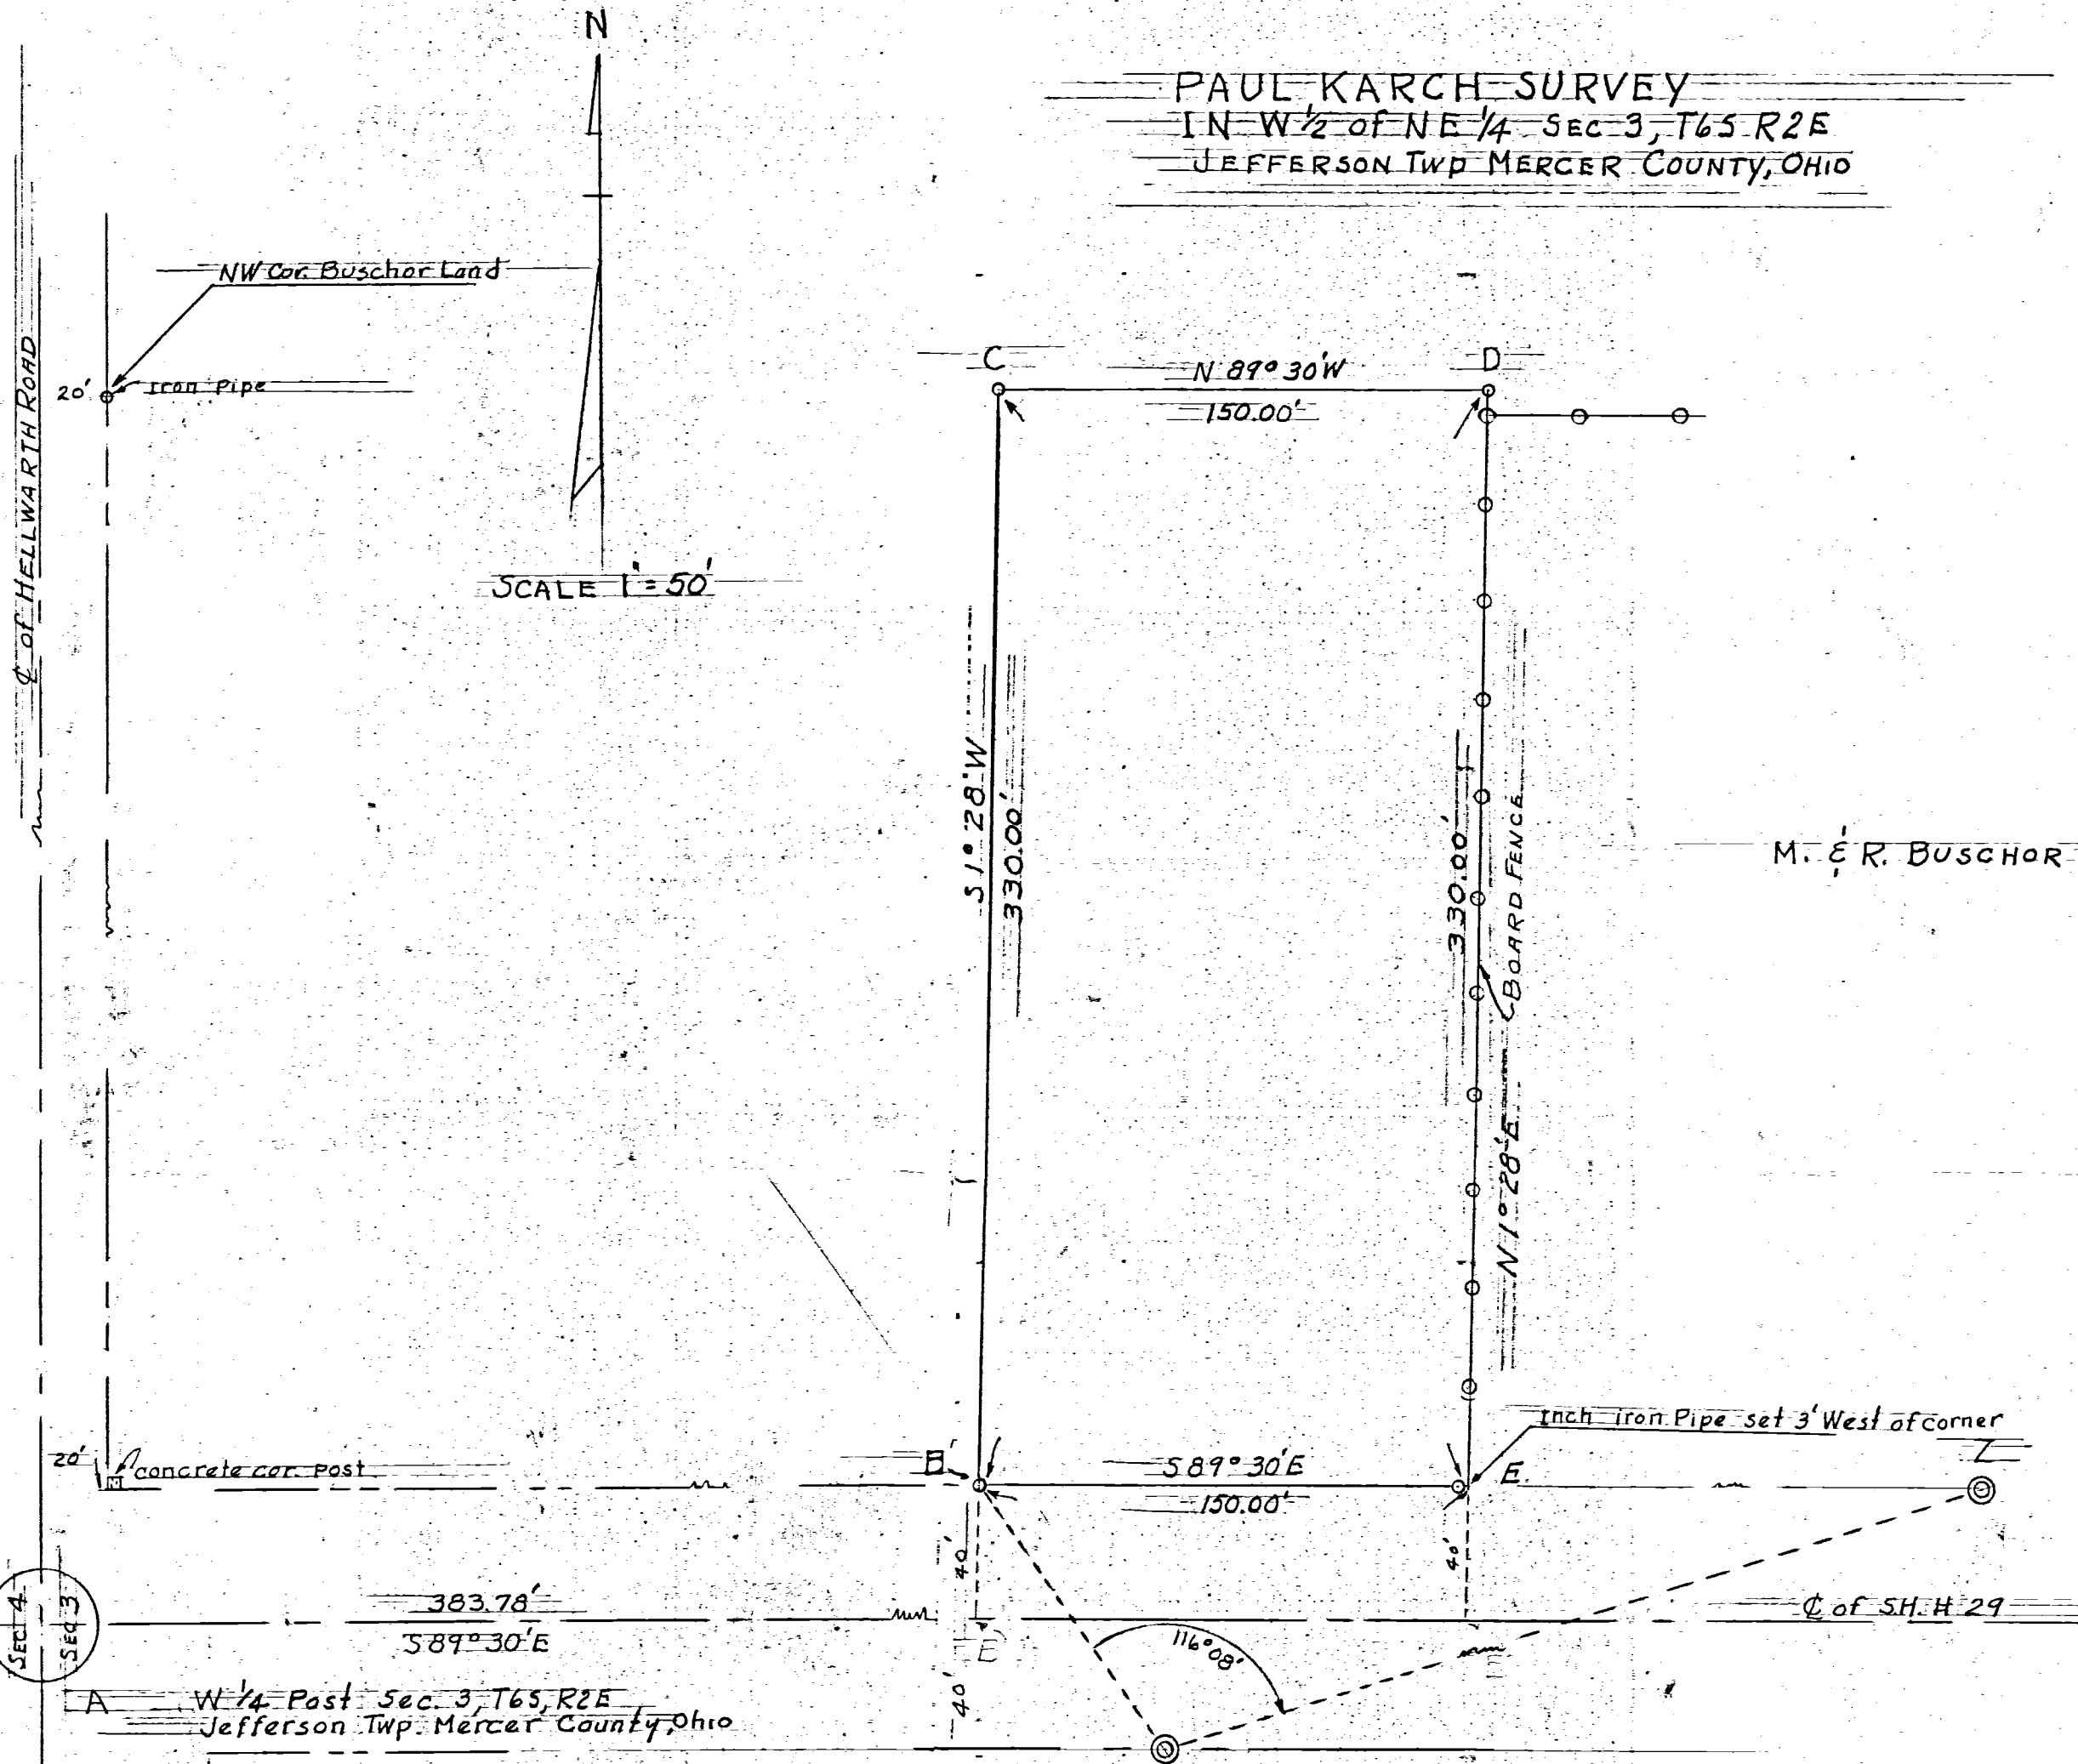 N
PAUL KARCH SURVEY
IN W 1/2 of NE 1/4 SEC 3, T6S R2E
JEFFERSON TWP MERCER COUNTY, OHIO
NW Cor. Buschor Land
20' Iron Pipe
℄ of HELLWARTH ROAD
SCALE 1" = 50'
C
N 89° 30' W
D
150.00'
S 1° 28' W
330.00'
330.00'
BOARD FENCE
N 1° 28' E
M. & R. BUSCHOR
Inch iron Pipe set 3' West of corner
20'
concrete cor. post
B
S 89° 30' E
150.00'
E
Z
40'
40'
SEC 4
SEC 3
383.78'
S 89° 30' E
℄ of S.H. # 29
116° 08'
40'
A W 1/4 Post Sec. 3, T6S, R2E
Jefferson Twp. Mercer County, Ohio